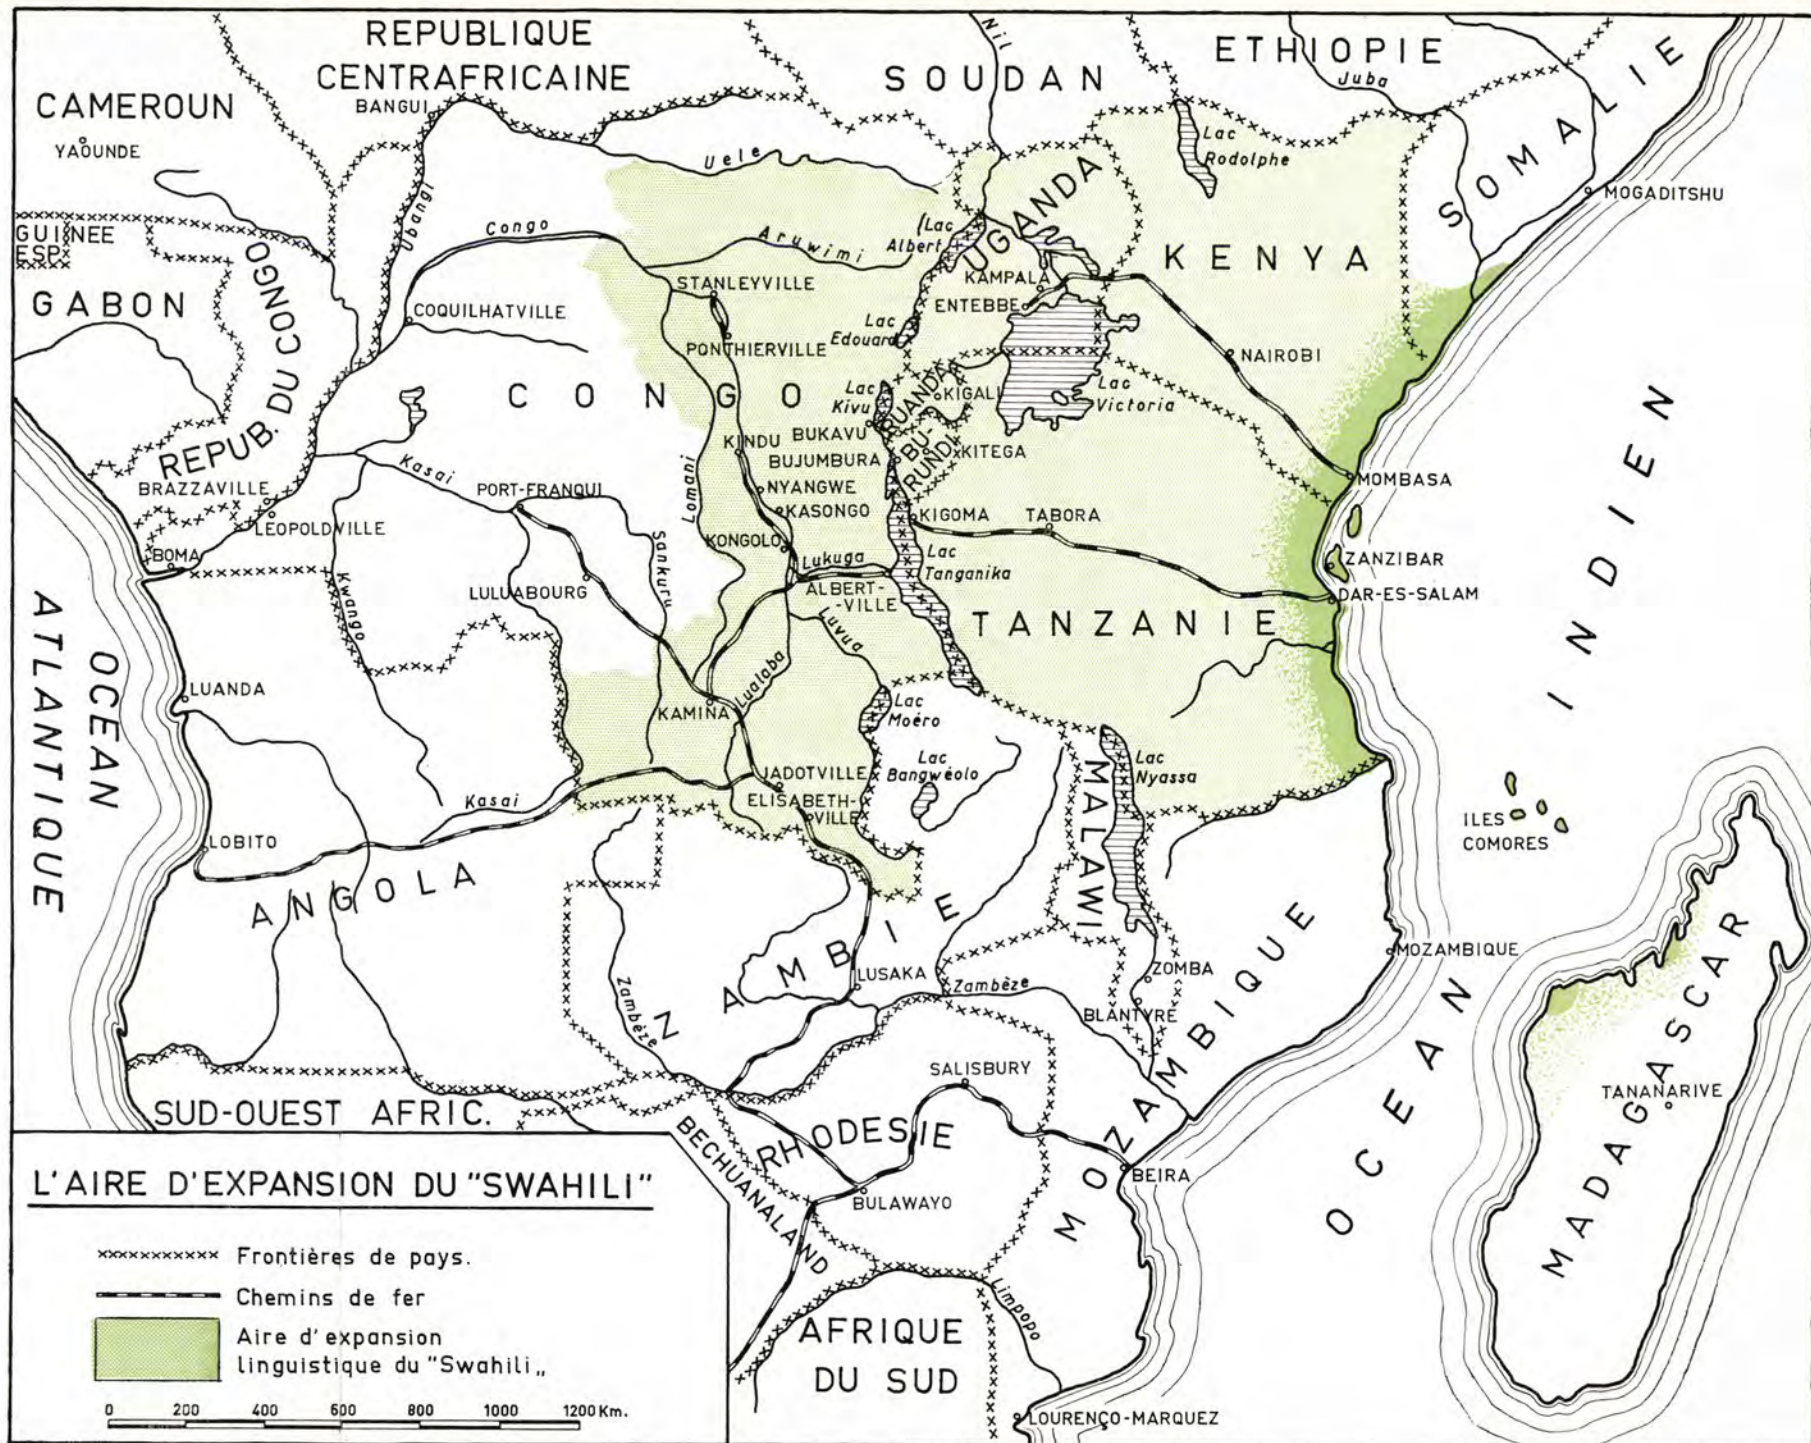 REPUBLIQUE
CENTRAFRICAINE
BANGUI
CAMEROUN
YAOUNDE
SOUDAN
Nil
ETHIOPIE
Juba
SOMALIE
MOGADITSHU
Uele
Ubangi
Lac
Rodolphe
GUINEE
ESP.
GABON
REPUB. DU CONGO
Congo
Aruwimi
(Lac
Albert
UGANDA
KENYA
KAMPALA
ENTEBBE
STANLEYVILLE
COQUILHATVILLE
PONTHIERVILLE
Lac
Edouard
NAIROBI
CONGO
Lac
Kivu
RUANDA
KIGALI
Lac
Victoria
BUKAVU
KINDU
BUJUMBURA
BU-
RUNDI
KITEGA
MOMBASA
Kasai
Lomani
BRAZZAVILLE
LEOPOLDVILLE
PORT-FRANQUI
NYANGWE
KASONGO
KIGOMA
TABORA
KONGOLO
BOMA
Kwango
Sankuru
Lukuga
Lac
Tanganika
ZANZIBAR
LULUABOURG
ALBERT-
-VILLE
DAR-ES-SALAM
Luvua
TANZANIE
OCEAN
ATLANTIQUE
LUANDA
Lualaba
KAMINA
Lac
Moéro
Lac
Bangwéolo
MALAWI
Lac
Nyassa
JADOTVILLE
ELISABETH-
-VILLE
Kasai
LOBITO
ILES
COMORES
ANGOLA
ZAMBIE
MOZAMBIQUE
OCEAN INDIEN
MOZAMBIQUE
LUSAKA
Zambèze
Zambèze
ZOMBA
BLANTYRE
SALISBURY
MADAGASCAR
TANANARIVE
SUD-OUEST AFRIC.
BECHUANALAND
RHODESIE
BULAWAYO
BEIRA
Limpopo
AFRIQUE
DU SUD
LOURENÇO-MARQUEZ
L'AIRE D'EXPANSION DU "SWAHILI"
Frontières de pays.
Chemins de fer
Aire d'expansion
linguistique du "Swahili„
0 200 400 600 800 1000 1200 Km.